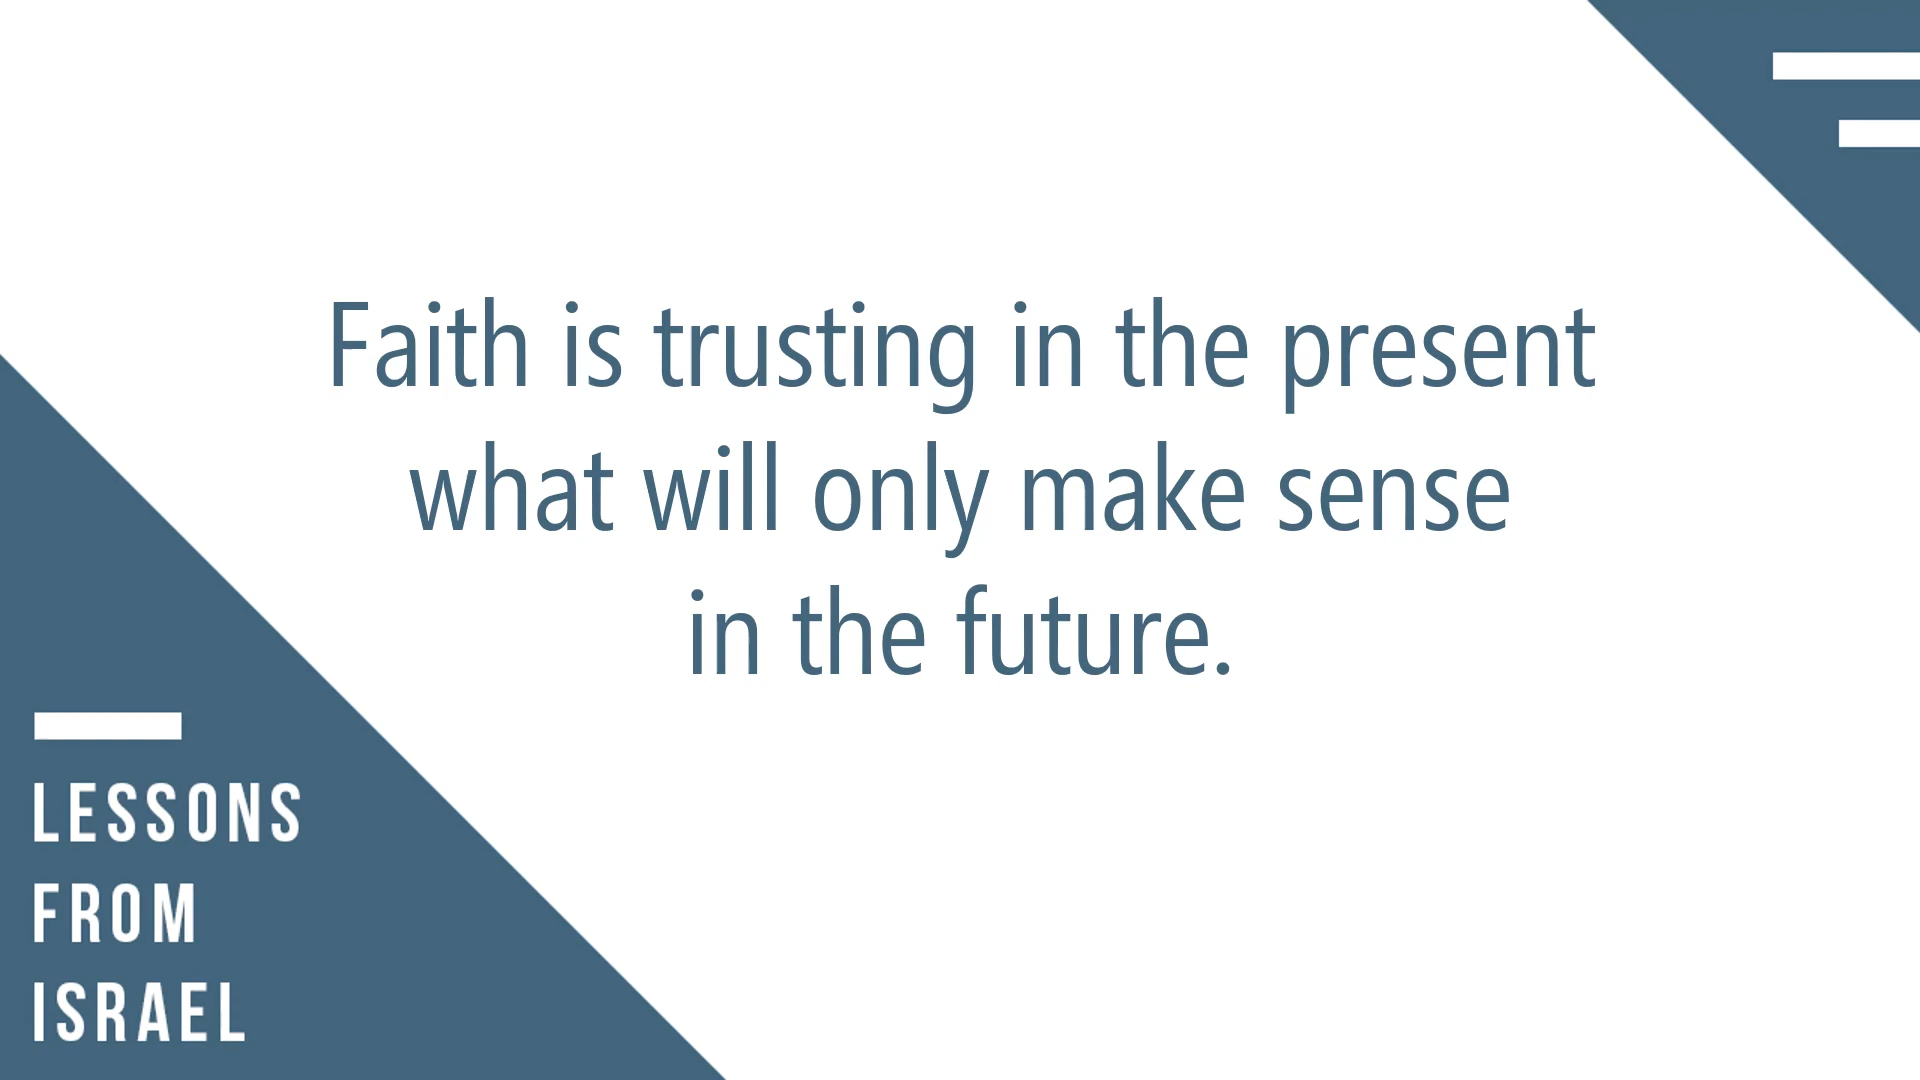 Faith is trusting in the present
what will only make sense
in the future.
LESSONS
FROM
ISRAEL